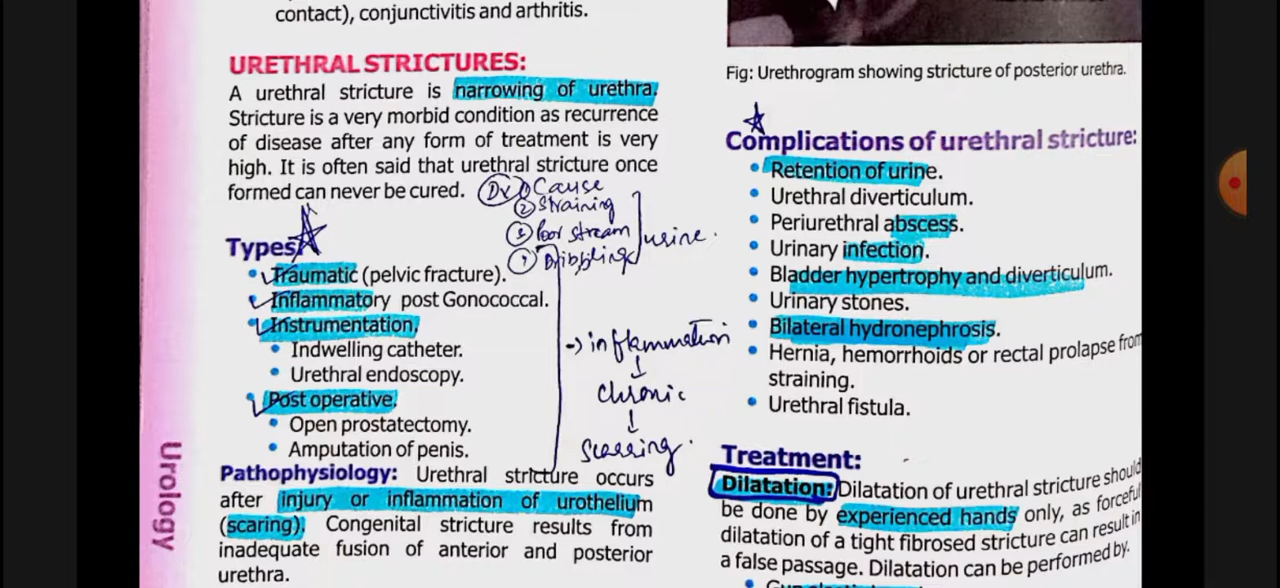 contact), conjunctivitis and arthritis.
URETHRAL STRICTURES:
A urethral stricture is narrowing of urethra.
Stricture is a very morbid condition as recurrence
of disease after any form of treatment is very
high. It is often said that urethral stricture once
formed can never be cured.
① Cause
② Straining
③ Poor stream
Dribbling
urine.
Types
Traumatic (pelvic fracture).
Inflammatory post Gonococcal.
Instrumentation.
• Indwelling catheter.
• Urethral endoscopy.
Post operative.
• Open prostatectomy.
• Amputation of penis.
→ inflammation
↓
chronic
↓
Scarring.
Pathophysiology: Urethral stricture occurs
after injury or inflammation of urothelium
(scaring). Congenital stricture results from
inadequate fusion of anterior and posterior
urethra.
Urology
Fig: Urethrogram showing stricture of posterior urethra.
Complications of urethral stricture:
• Retention of urine.
• Urethral diverticulum.
• Periurethral abscess.
• Urinary infection.
• Bladder hypertrophy and diverticulum.
• Urinary stones.
• Bilateral hydronephrosis.
• Hernia, hemorrhoids or rectal prolapse from
straining.
• Urethral fistula.
Treatment:
Dilatation: Dilatation of urethral stricture should
be done by experienced hands only, as forceful
dilatation of a tight fibrosed stricture can result in
a false passage. Dilatation can be performed by.